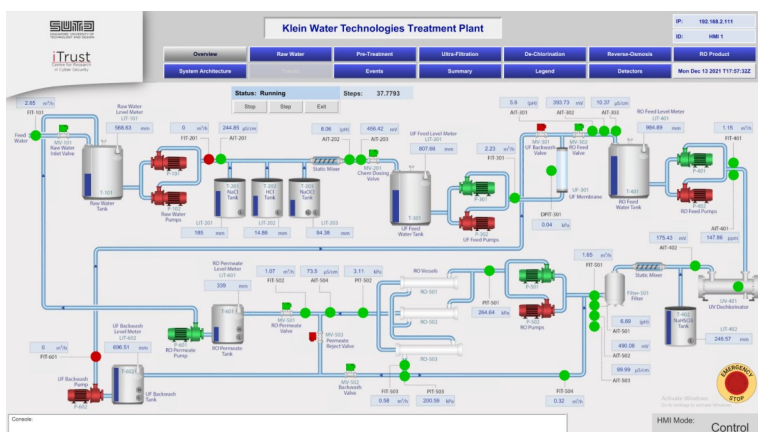 SINGAPORE UNIVERSITY OF
TECHNOLOGY AND DESIGN
iTrust
Centre for Research
in Cyber Security
Klein Water Technologies Treatment Plant
IP: 192.168.2.111
ID: HMI 1
Overview
Raw Water
Pre-Treatment
Ultra-Filtration
De-Chlorination
Reverse-Osmosis
RO Product
System Architecture
Events
Summary
Legend
Detectors
Mon Dec 13 2021 T17:57:32Z
Status: Running
Steps: 37.7793
Stop
Step
Exit
2.65 m³/h
FIT-101
Feed
Water
MV-101
Raw Water
Inlet Valve
Raw Water
Level Meter
LIT-101
568.63 mm
T-101
Raw Water
Tank
P-101
P-102
Raw Water
Pumps
0 m³/h
FIT-201
244.85 µS/cm
AIT-201
T-201
NaCl
Tank
T-202
HCl
Tank
T-203
NaOCl
Tank
LIT-201
185 mm
LIT-202
14.86 mm
LIT-203
94.38 mm
Static Mixer
8.06 (pH)
AIT-202
456.42 mV
AIT-203
MV-201
Chem Dosing
Valve
UF Feed Level Meter
LIT-301
807.66 mm
T-301
UF Feed
Water Tank
2.23 m³/h
FIT-301
P-301
P-302
UF Feed Pumps
5.8 (pH)
AIT-301
393.73 mV
AIT-302
10.37 µS/cm
AIT-303
MV-301
UF Backwash
Valve
MV-302
RO Feed
Valve
UF-301
UF Membrane
DPIT-301
0.04 kPa
RO Feed Level
Meter
LIT-401
984.89 mm
T-401
RO Feed
Water Tank
1.15 m³/h
FIT-401
P-401
P-402
RO Feed Pumps
AIT-401
147.66 ppm
175.43 mV
AIT-402
Static Mixer
UV-401
UV Dechlorinator
T-402
NaHSO3
Tank
LIT-402
249.57 mm
1.65 m³/h
FIT-501
Filter-501
Filter
6.69 (pH)
AIT-501
490.08 mV
AIT-502
99.99 µS/cm
AIT-503
P-501
RO Pumps
PIT-501
264.64 kPa
RO Vessels
RO-501
RO-502
RO-503
RO Permeate
Level Meter
LIT-601
339 mm
T-601
RO Permeate
Tank
P-601
RO Permeate
Pump
1.07 m³/h
FIT-502
73.5 µS/cm
AIT-504
3.11 kPa
PIT-502
MV-501
RO Permeate
Valve
MV-503
Permeate
Reject Valve
MV-502
Backwash
Valve
FIT-503
0.58 m³/h
PIT-503
200.59 kPa
FIT-504
0.32 m³/h
UF Backwash
Level Meter
LIT-602
696.51 mm
0 m³/h
FIT-601
UF Backwash
Pump
P-602
T-602
UF Backwash
Tank
EMERGENCY
STOP
Activate Windows
Console:
HMI Mode:
Control